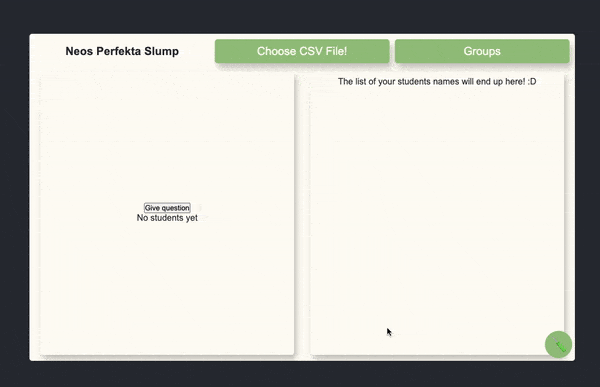 Neos Perfekta Slump
Choose CSV File!
Groups
The list of your students names will end up here! :D
Give question
No students yet